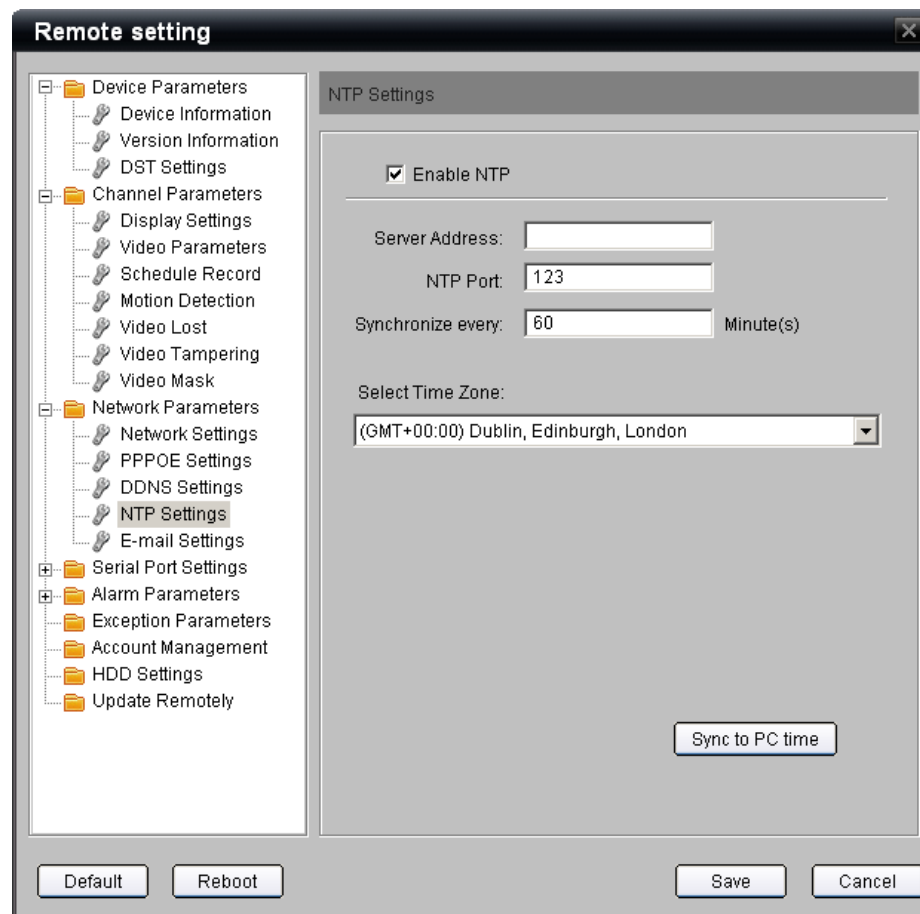 Remote setting
Device Parameters
Device Information
Version Information
DST Settings
Channel Parameters
Display Settings
Video Parameters
Schedule Record
Motion Detection
Video Lost
Video Tampering
Video Mask
Network Parameters
Network Settings
PPPOE Settings
DDNS Settings
NTP Settings
E-mail Settings
Serial Port Settings
Alarm Parameters
Exception Parameters
Account Management
HDD Settings
Update Remotely
NTP Settings
Enable NTP
Server Address:
NTP Port: 123
Synchronize every: 60 Minute(s)
Select Time Zone:
(GMT+00:00) Dublin, Edinburgh, London
Sync to PC time
Default Reboot Save Cancel